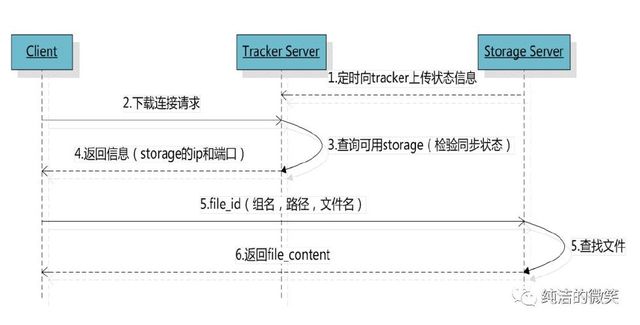 Client
Tracker Server
Storage Server
1.定时向tracker上传状态信息
2.下载连接请求
3.查询可用storage（检验同步状态）
4.返回信息（storage的ip和端口）
5.file_id（组名，路径，文件名）
5.查找文件
6.返回file_content
纯洁的微笑